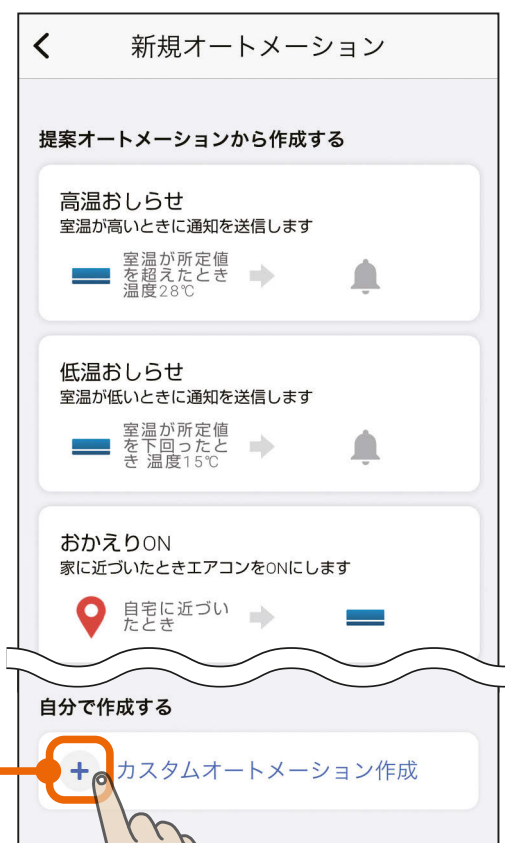 新規オートメーション
提案オートメーションから作成する
高温おしらせ
室温が高いときに通知を送信します
室温が所定値
を超えたとき
温度28℃
低温おしらせ
室温が低いときに通知を送信します
室温が所定値
を下回ったと
き 温度15℃
おかえりON
家に近づいたときエアコンをONにします
自宅に近づい
たとき
自分で作成する
+ カスタムオートメーション作成